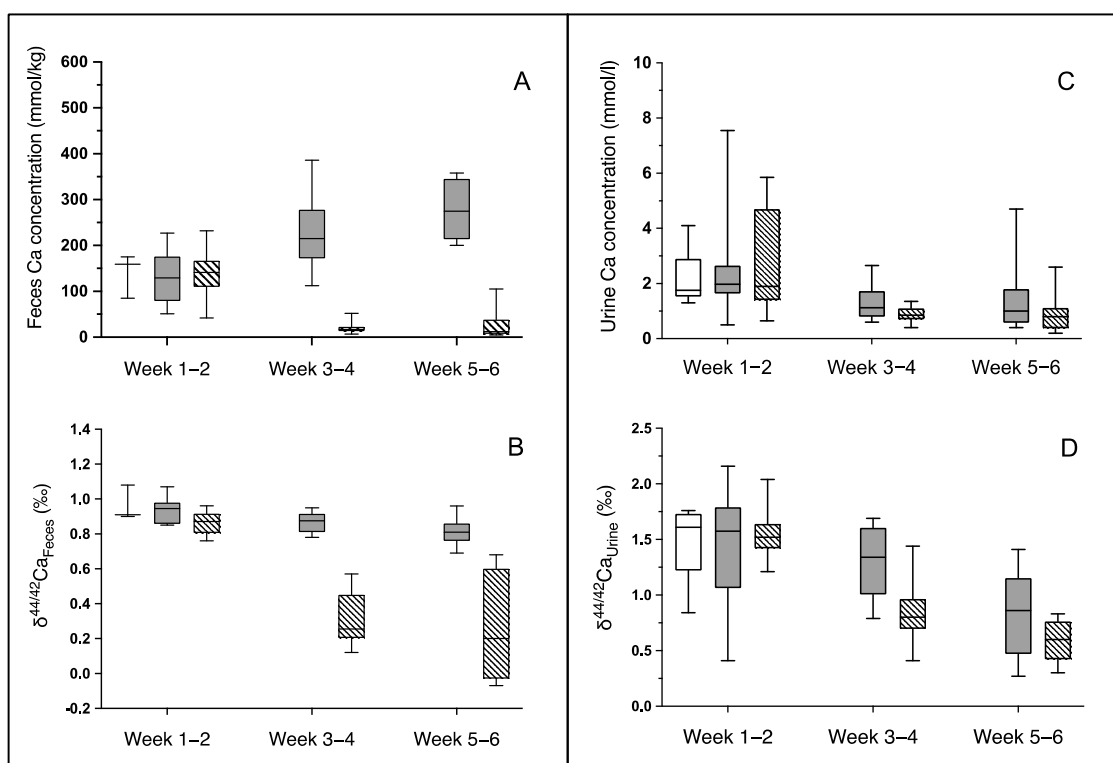 A
Feces Ca concentration (mmol/kg)
600
500
400
300
200
100
0
Week 1–2 Week 3–4 Week 5–6
B
δ44/42CaFeces (‰)
1.4
1.2
1.0
0.8
0.6
0.4
0.2
0.0
-0.2
Week 1–2 Week 3–4 Week 5–6
C
Urine Ca concentration (mmol/l)
10
8
6
4
2
0
Week 1–2 Week 3–4 Week 5–6
D
δ44/42CaUrine (‰)
2.5
2.0
1.5
1.0
0.5
0.0
Week 1–2 Week 3–4 Week 5–6